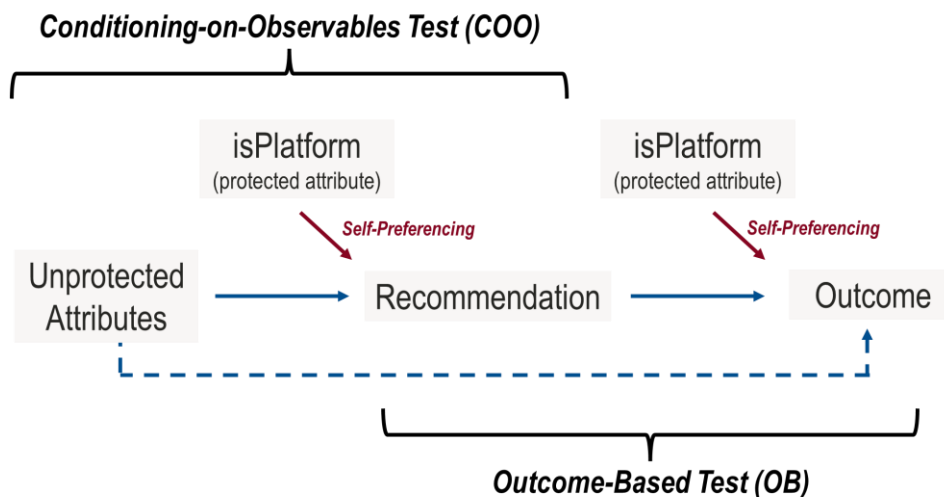 Conditioning-on-Observables Test (COO)
isPlatform
(protected attribute)
isPlatform
(protected attribute)
Self-Preferencing
Self-Preferencing
Unprotected
Attributes
Recommendation
Outcome
Outcome-Based Test (OB)